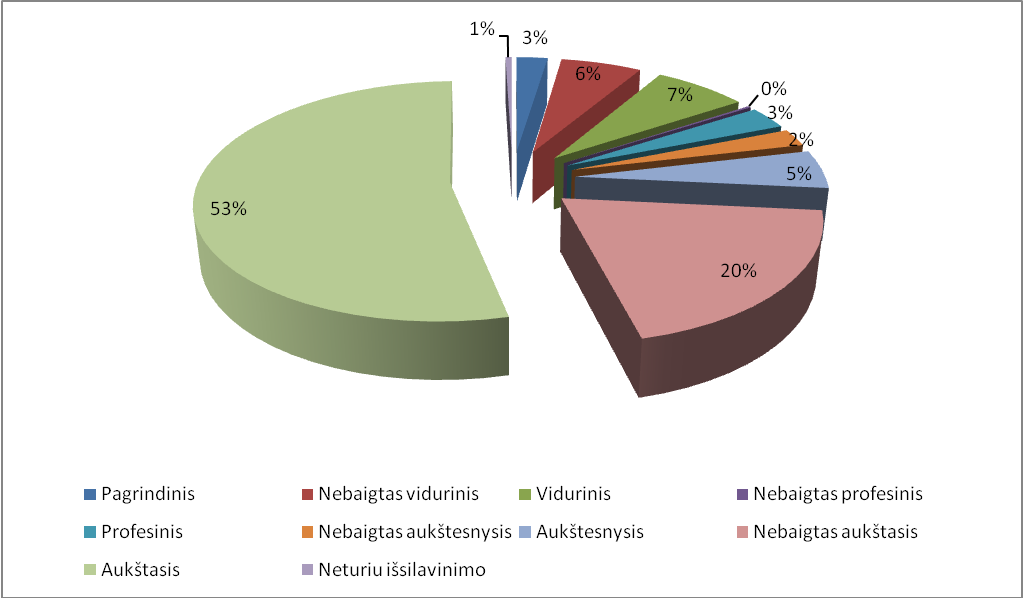 1%
3%
6%
7%
0%
3%
2%
5%
53%
20%
Pagrindinis
Nebaigtas vidurinis
Vidurinis
Nebaigtas profesinis
Profesinis
Nebaigtas aukštesnysis
Aukštesnysis
Nebaigtas aukštasis
Aukštasis
Neturiu išsilavinimo